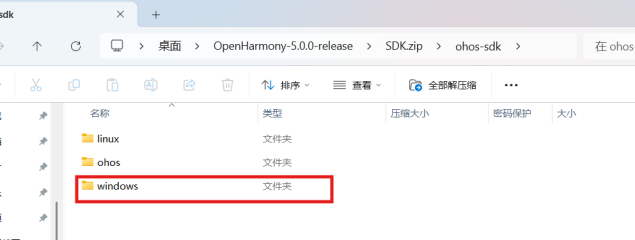 sdk
桌面 OpenHarmony-5.0.0-release SDK.zip ohos-sdk 在 ohos
排序 查看 全部解压缩
名称 类型 压缩大小 密码保护 大小
linux 文件夹
ohos 文件夹
windows 文件夹